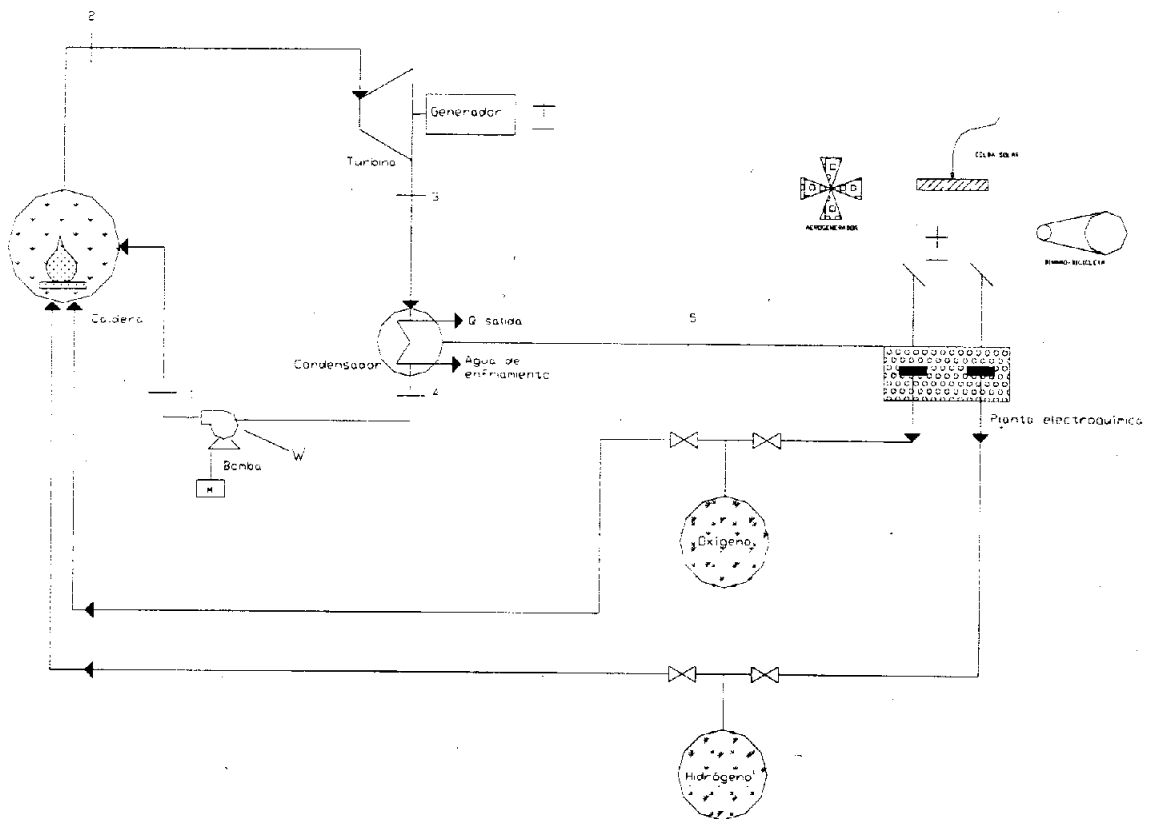 2
Generador
Turbina
3
CELDA SOLAR
AEROGENERADOR
DINAMO-BICICLETA
Caldera
Q salida
5
Condensador
Agua de
enfriamiento
4
Planta electroquímica
W
Bomba
M
Oxígeno
Hidrógeno